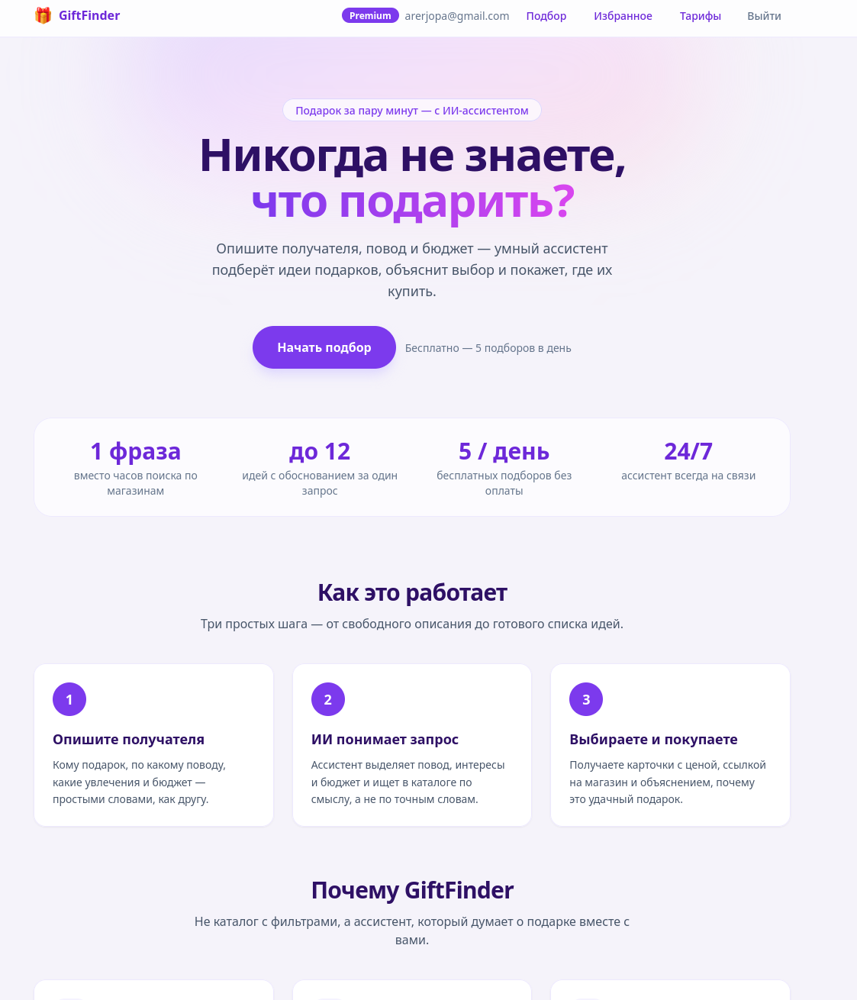 GiftFinder
Premium arerjopa@gmail.com Подбор Избранное Тарифы Выйти
Подарок за пару минут — с ИИ-ассистентом
Никогда не знаете,
что подарить?
Опишите получателя, повод и бюджет — умный ассистент
подберёт идеи подарков, объяснит выбор и покажет, где их
купить.
Начать подбор
Бесплатно — 5 подборов в день
1 фраза
вместо часов поиска по
магазинам
до 12
идей с обоснованием за один
запрос
5 / день
бесплатных подборов без
оплаты
24/7
ассистент всегда на связи
Как это работает
Три простых шага — от свободного описания до готового списка идей.
1
Опишите получателя
Кому подарок, по какому поводу,
какие увлечения и бюджет —
простыми словами, как другу.
2
ИИ понимает запрос
Ассистент выделяет повод, интересы
и бюджет и ищет в каталоге по
смыслу, а не по точным словам.
3
Выбираете и покупаете
Получаете карточки с ценой, ссылкой
на магазин и объяснением, почему
это удачный подарок.
Почему GiftFinder
Не каталог с фильтрами, а ассистент, который думает о подарке вместе с
вами.